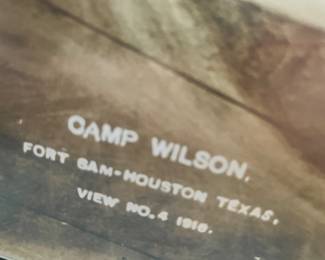 CAMP WILSON.
FORT SAM-HOUSTON TEXAS.
VIEW NO.4 1916.